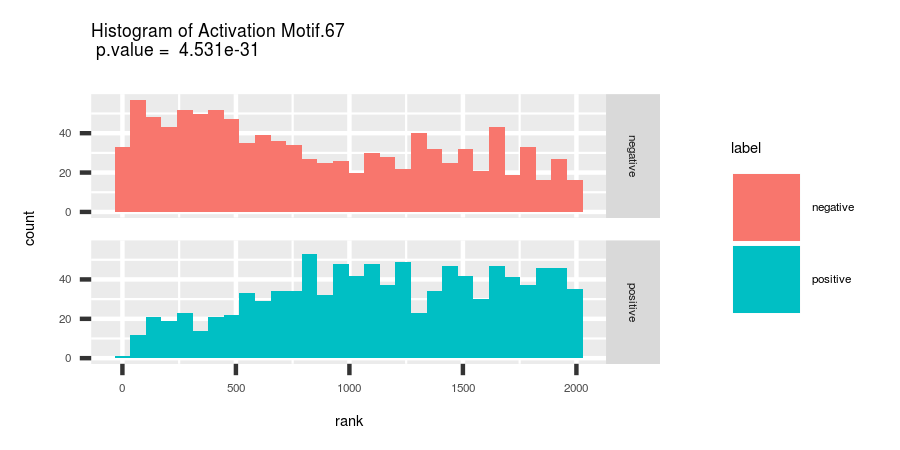 Histogram of Activation Motif.67
p.value =  4.531e-31
count
40
20
0
negative
40
20
0
positive
0
500
1000
1500
2000
rank
label
negative
positive